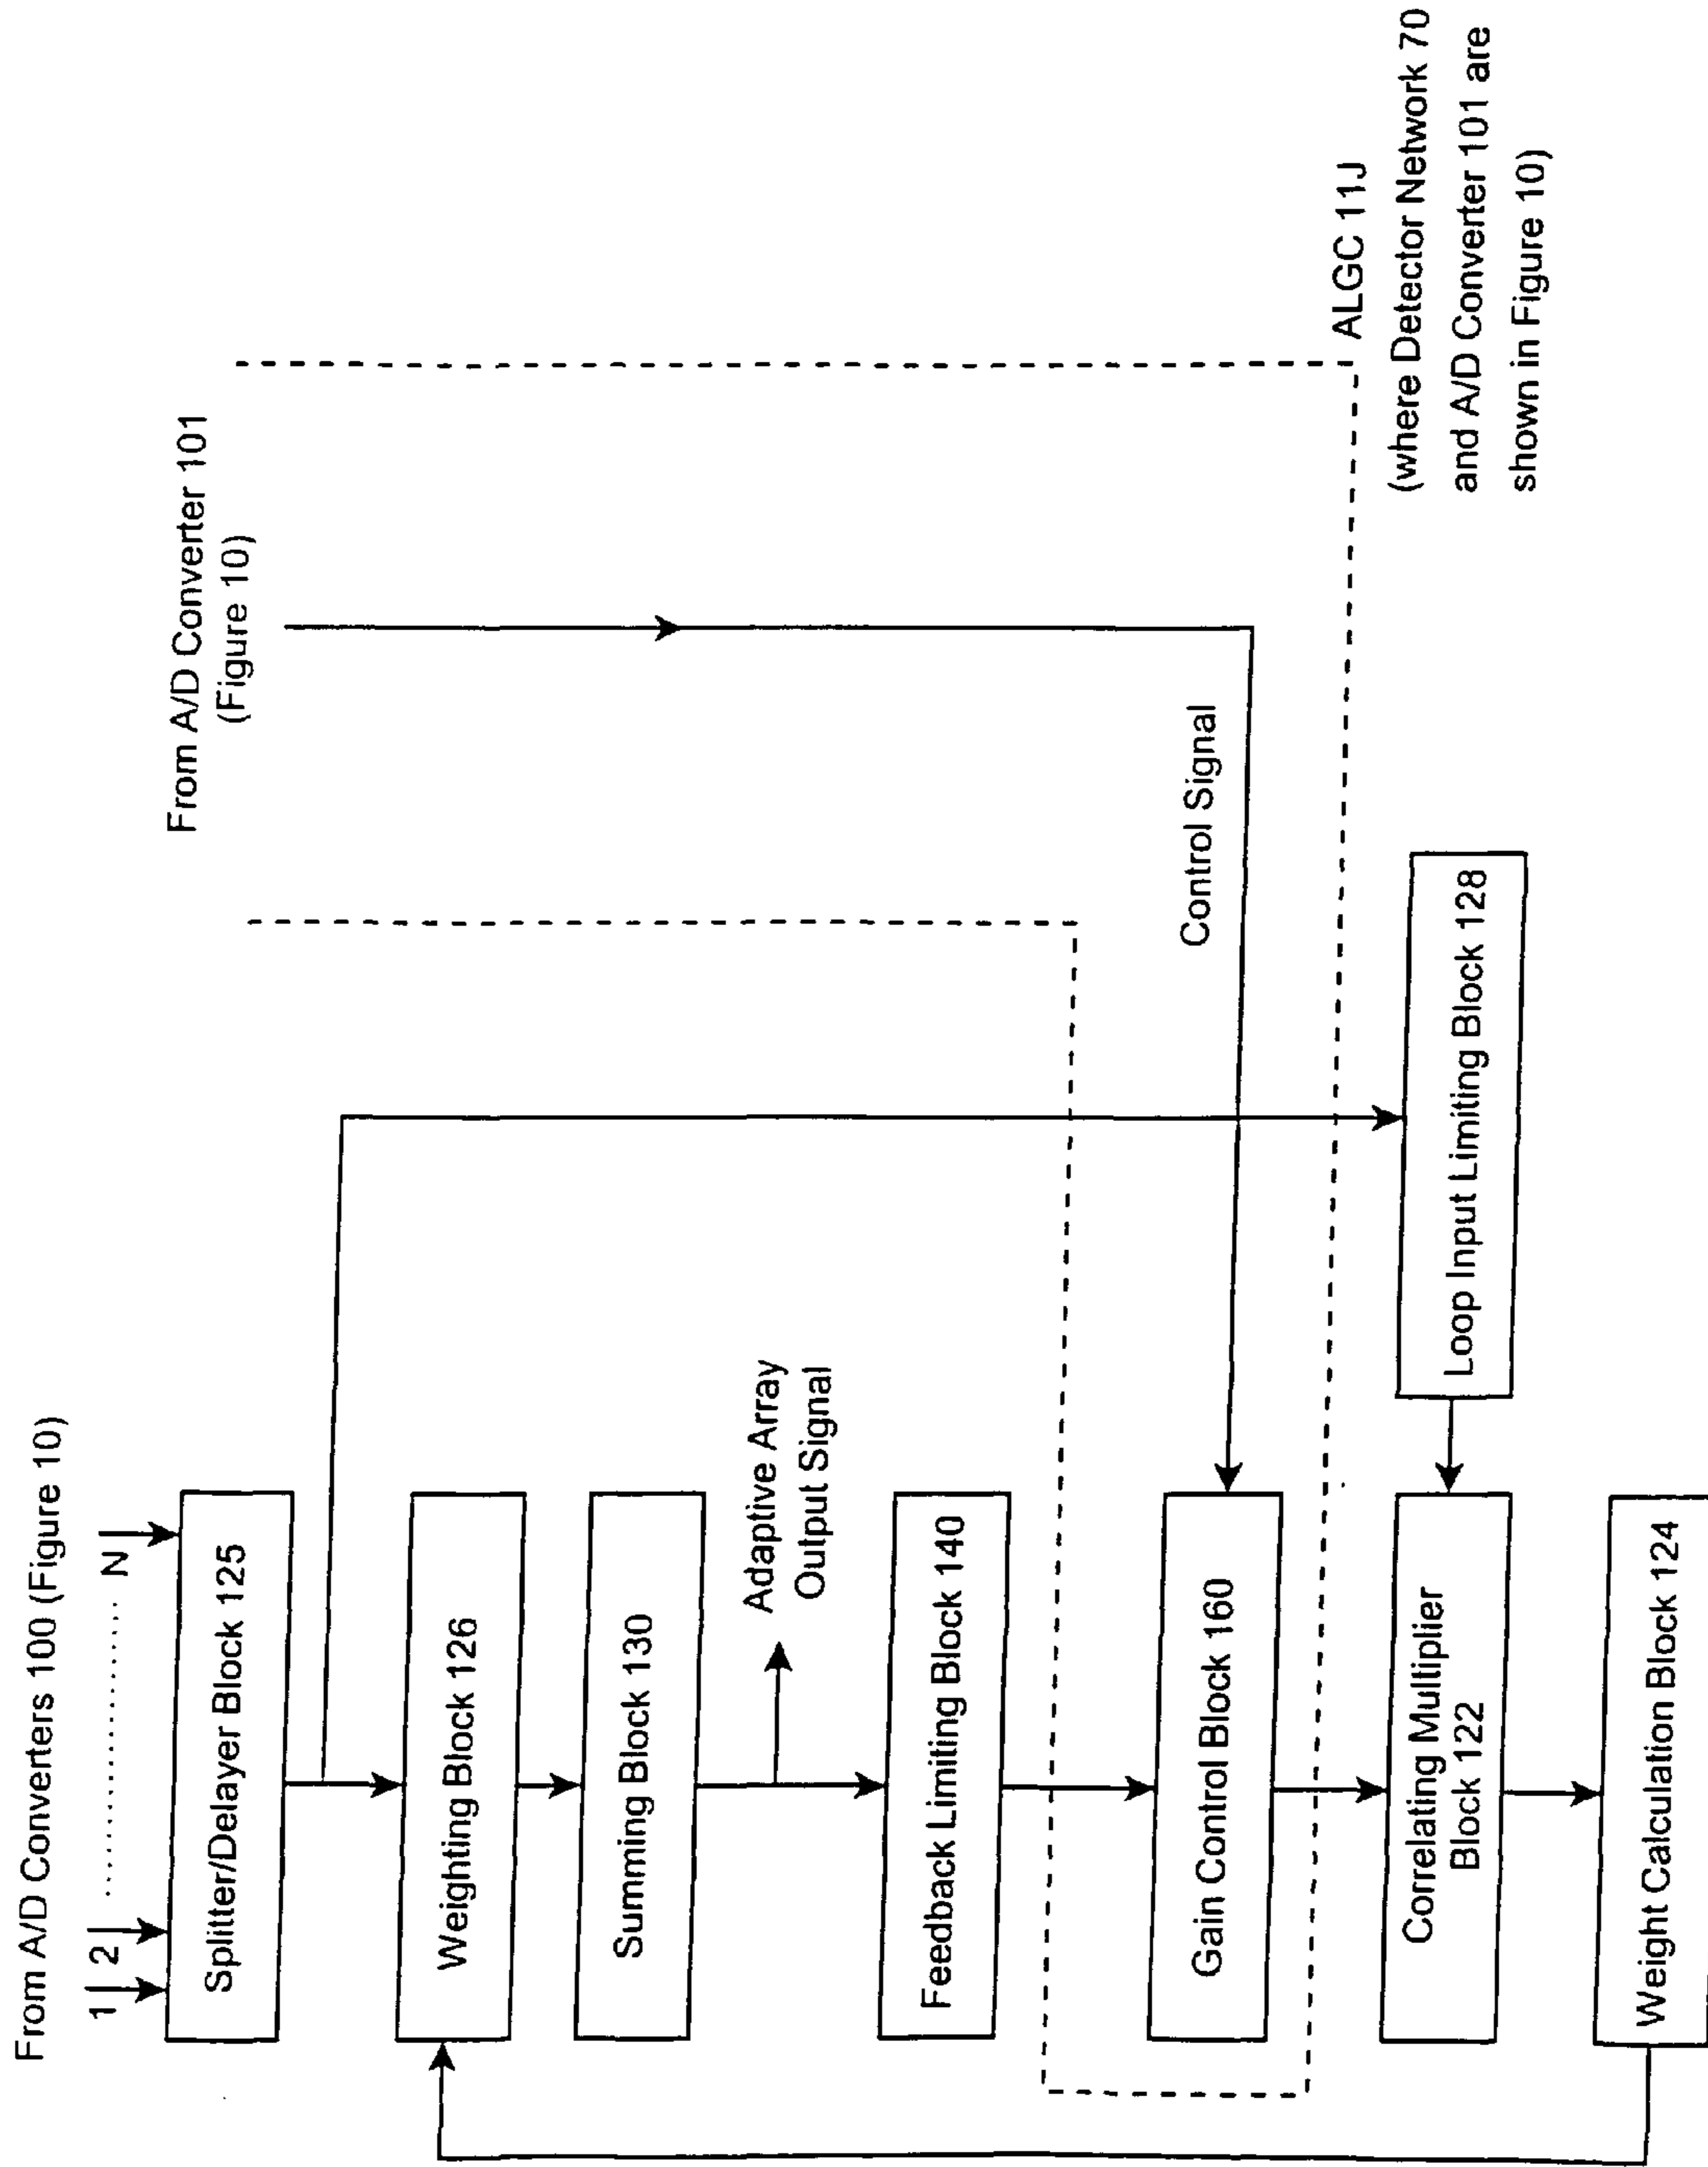 From A/D Converters 100 (Figure 10)
1 2 ............ N
Splitter/Delayer Block 125
From A/D Converter 101
(Figure 10)
Weighting Block 126
Summing Block 130
Adaptive Array
Output Signal
Feedback Limiting Block 140
Control Signal
Gain Control Block 160
ALGC 11J
(where Detector Network 70
and A/D Converter 101 are
shown in Figure 10)
Correlating Multiplier
Block 122
Loop Input Limiting Block 128
Weight Calculation Block 124